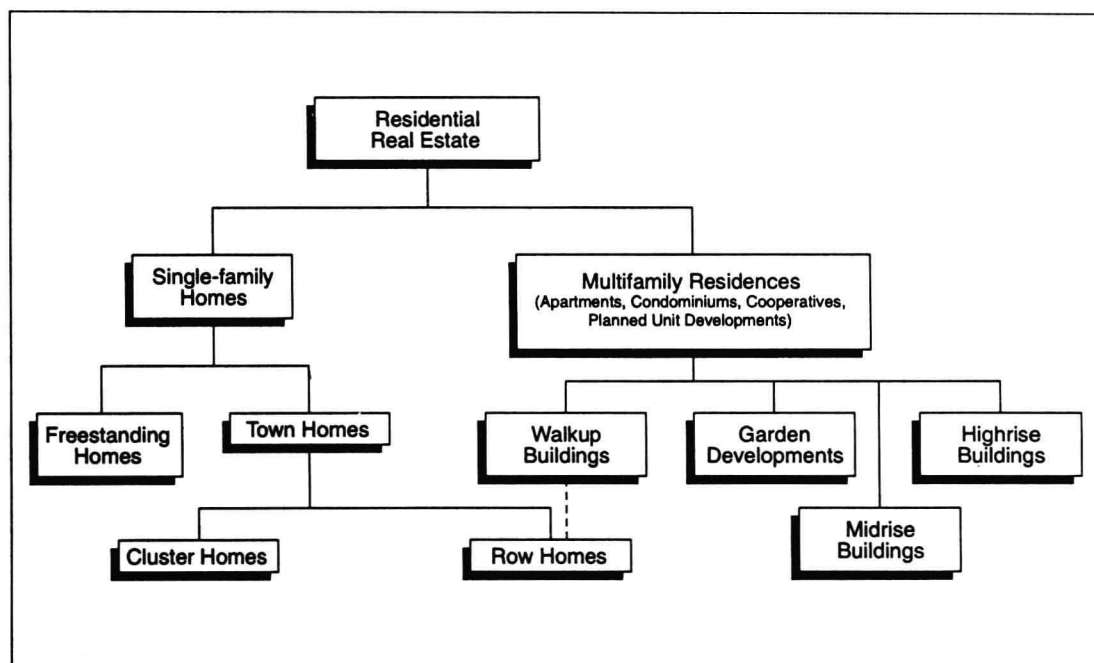 Residential
Real Estate
Single-family
Homes
Multifamily Residences
(Apartments, Condominiums, Cooperatives,
Planned Unit Developments)
Freestanding
Homes
Town Homes
Walkup
Buildings
Garden
Developments
Highrise
Buildings
Cluster Homes
Row Homes
Midrise
Buildings